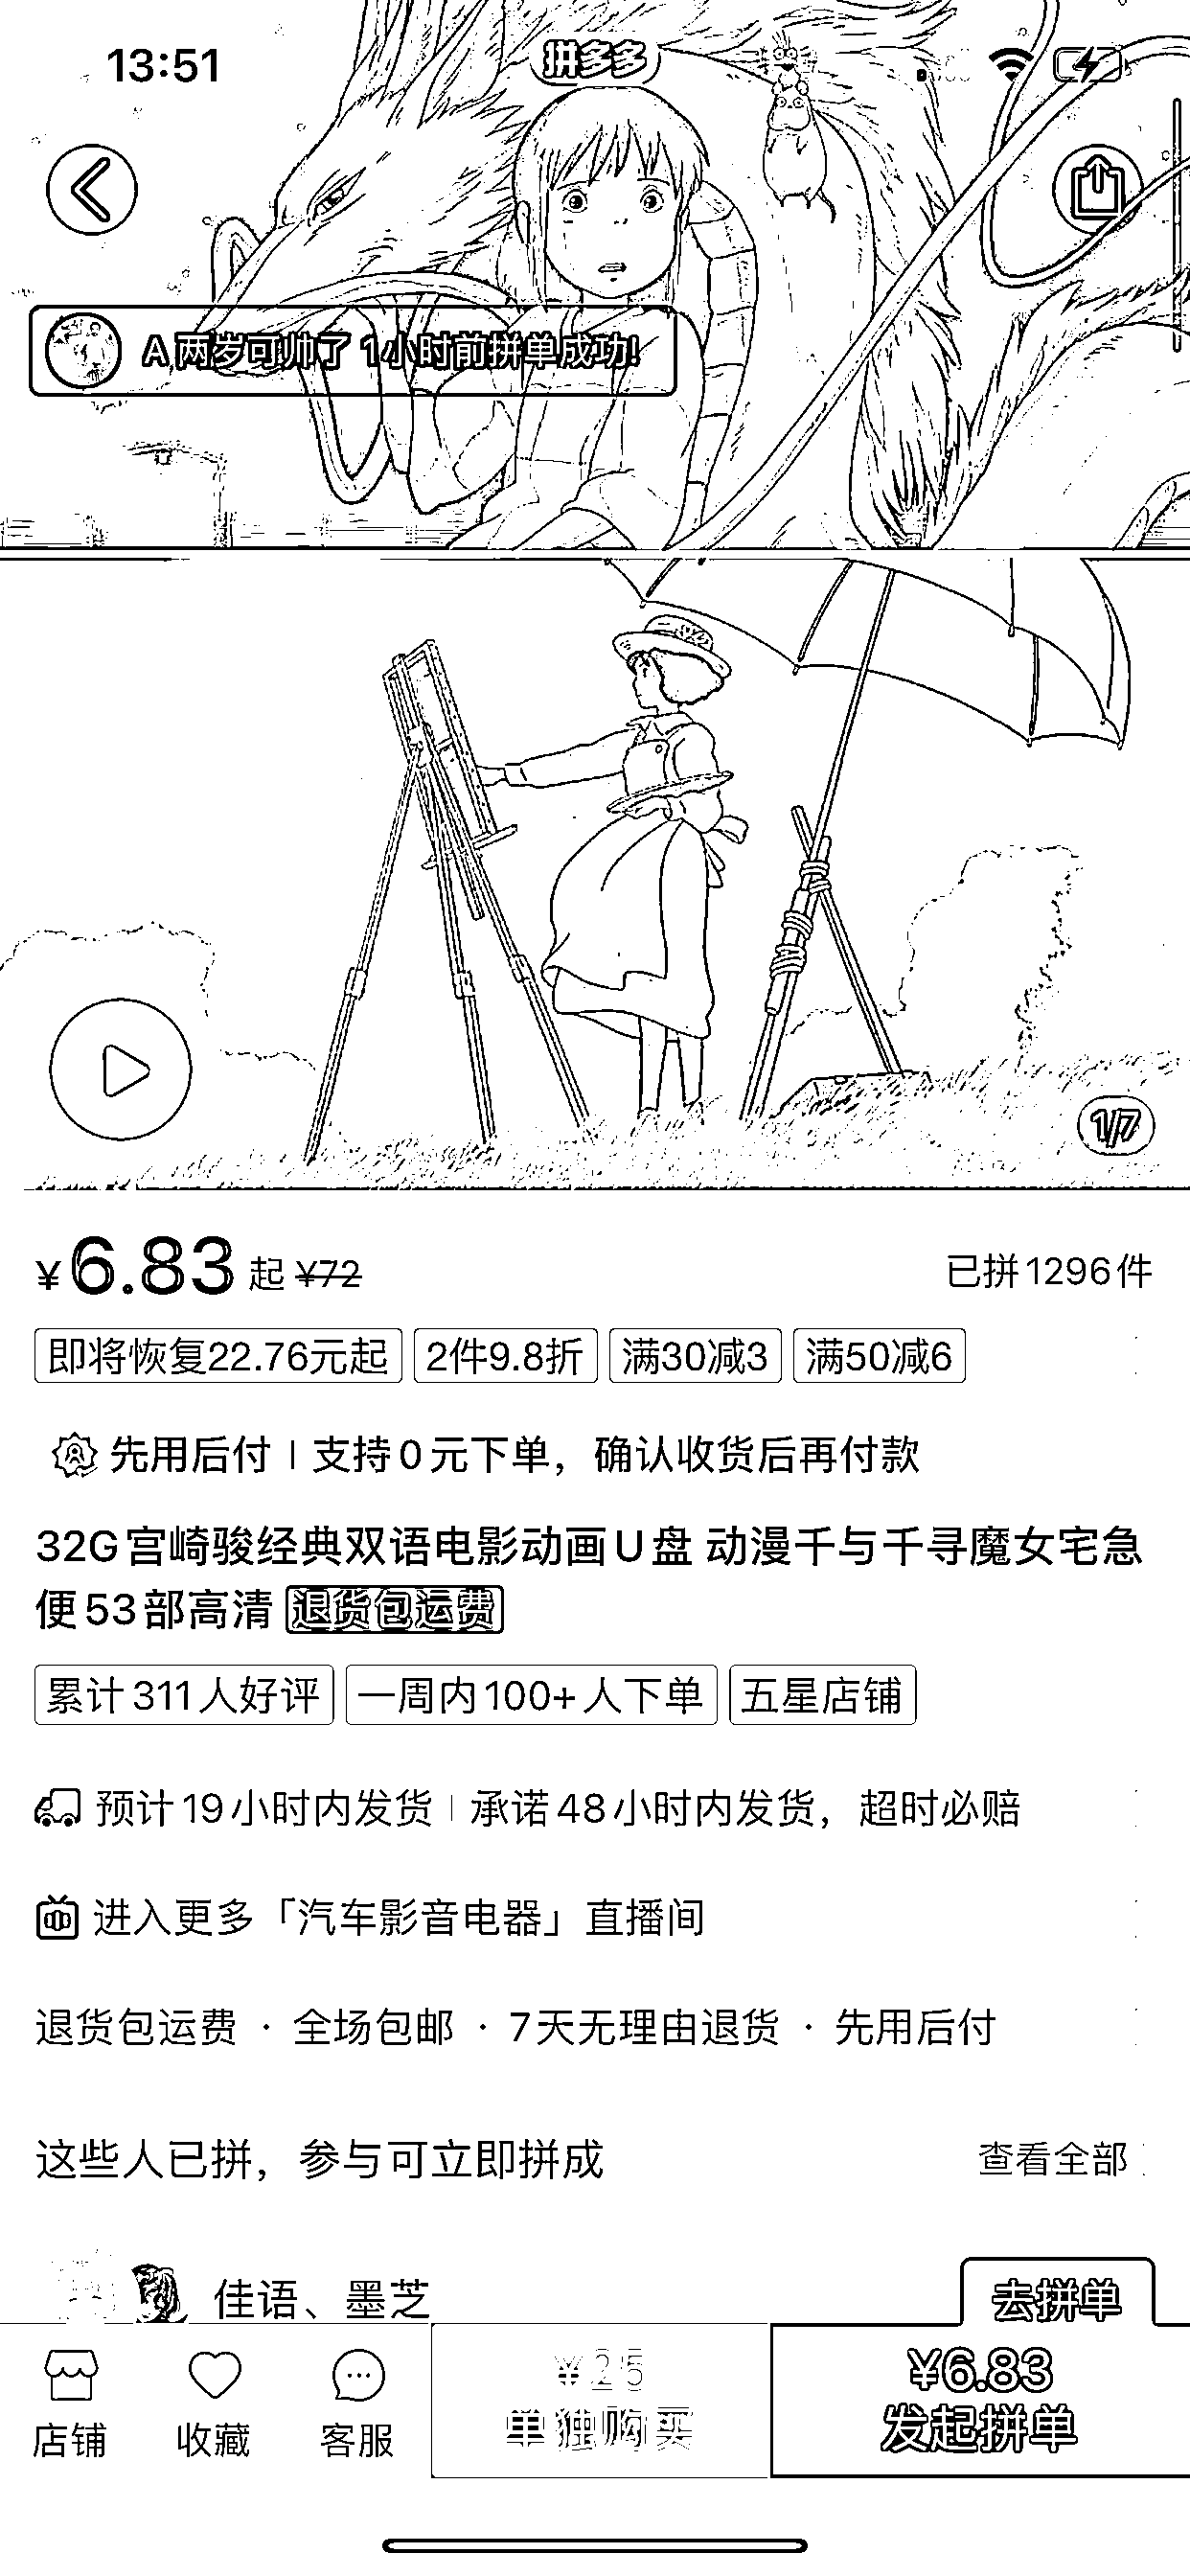 13:51
拼多多
A 两岁可帅了 1小时前拼单成功!
1/7
¥6.83 起 ¥72 已拼1296件
即将恢复22.76元起 2件9.8折 满30减3 满50减6
先用后付 | 支持0元下单，确认收货后再付款
32G宫崎骏经典双语电影动画U盘 动漫千与千寻魔女宅急
便53部高清 退货包运费
累计311人好评 一周内100+人下单 五星店铺
预计19小时内发货 | 承诺48小时内发货，超时必赔
进入更多「汽车影音电器」直播间
退货包运费 · 全场包邮 · 7天无理由退货 · 先用后付
这些人已拼，参与可立即拼成 查看全部
佳语、墨芝 去拼单
店铺 收藏 客服
¥25
单独购买
¥6.83
发起拼单